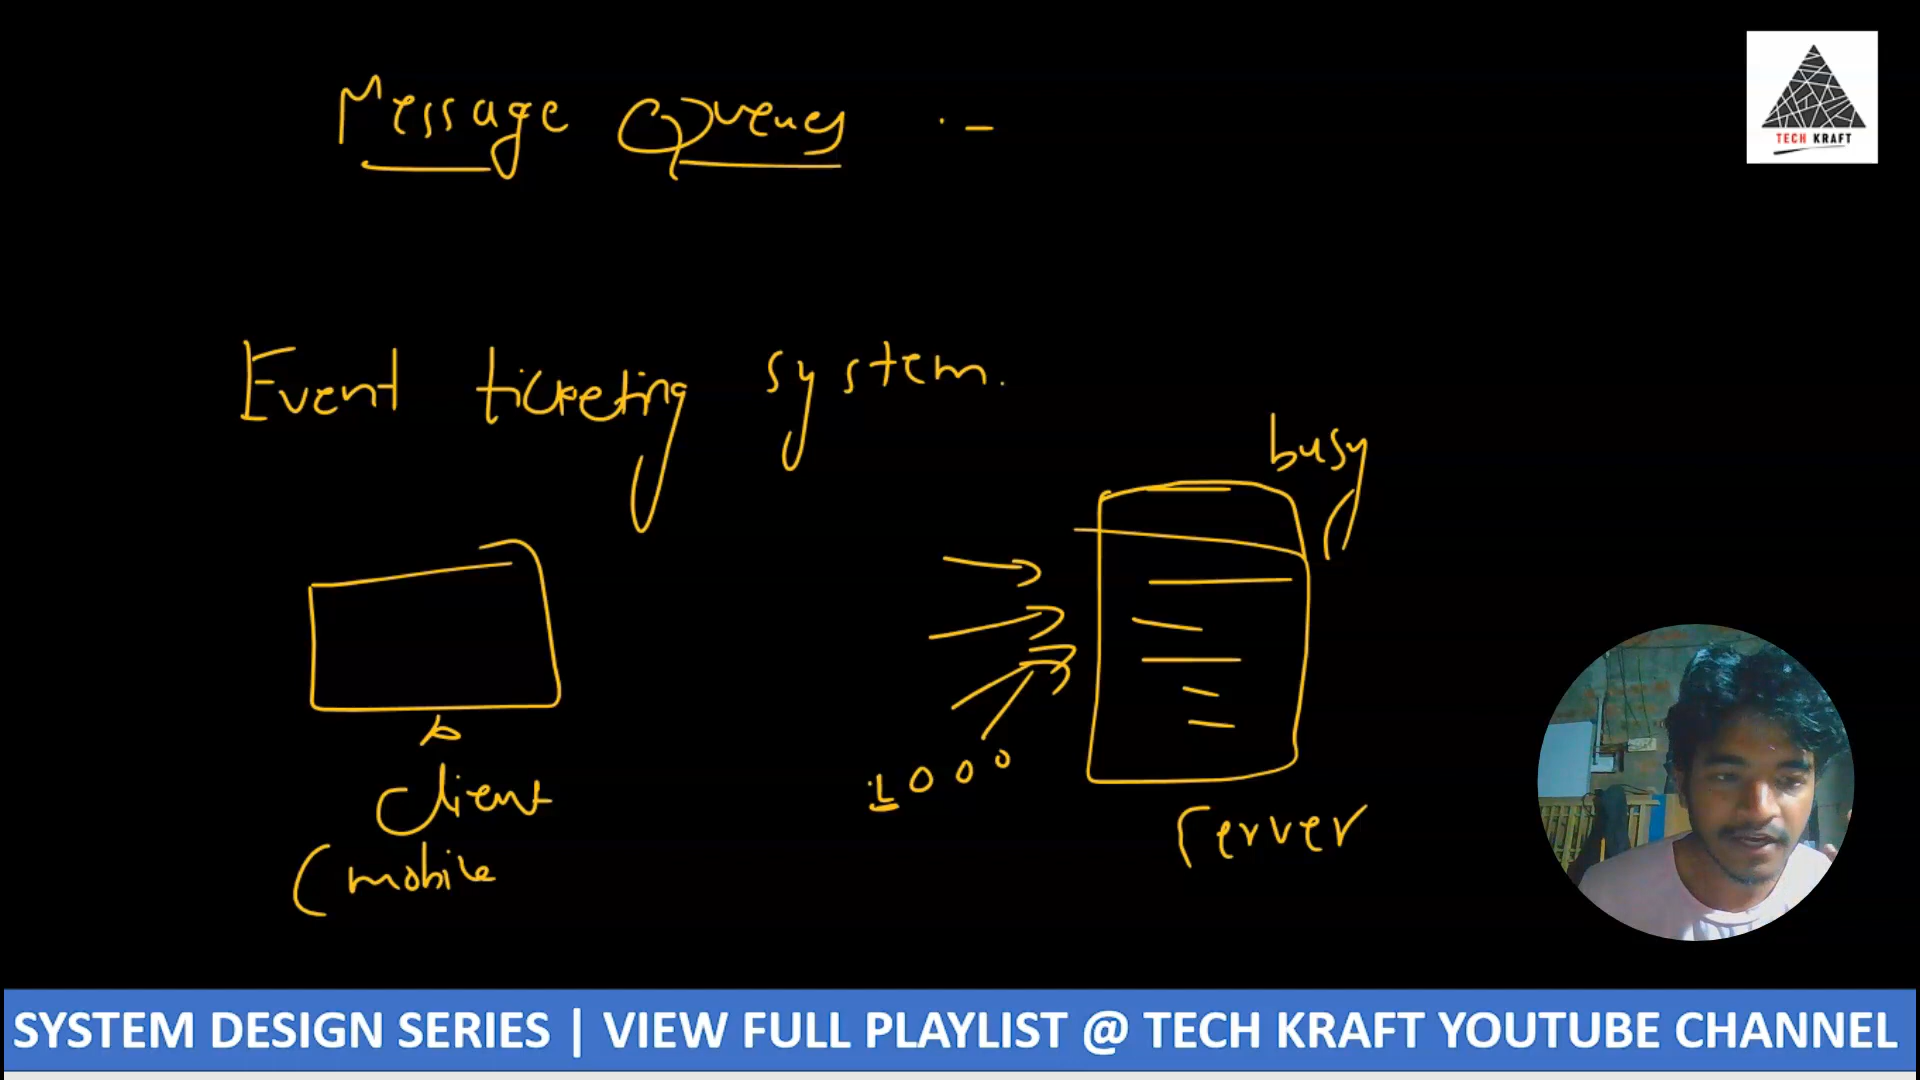 Message Queues :-
TECH KRAFT
Event ticketing system.
busy
1000
Client
Server
(mobile
SYSTEM DESIGN SERIES | VIEW FULL PLAYLIST @ TECH KRAFT YOUTUBE CHANNEL